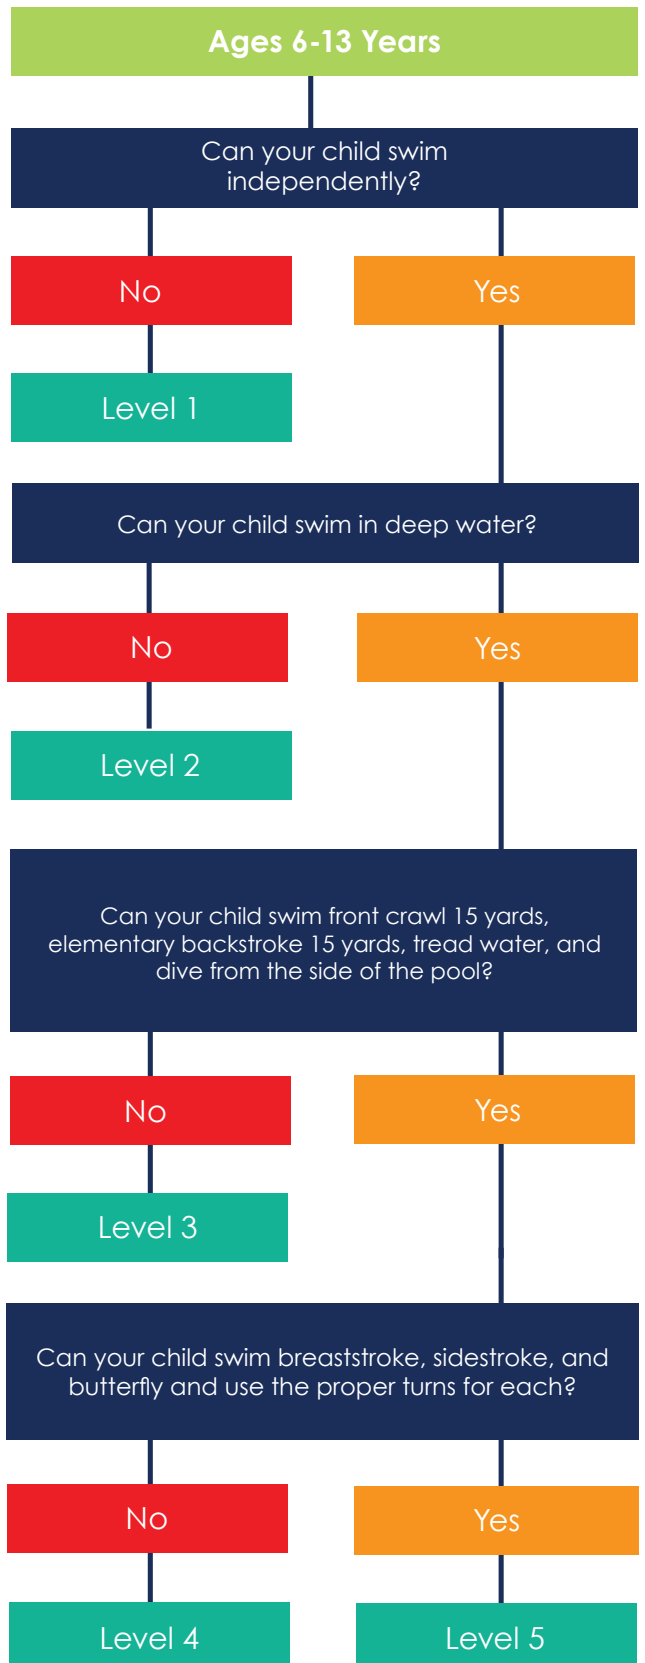 Ages 6-13 Years
Can your child swim
independently?
No
Yes
Level 1
Can your child swim in deep water?
No
Yes
Level 2
Can your child swim front crawl 15 yards,
elementary backstroke 15 yards, tread water, and
dive from the side of the pool?
No
Yes
Level 3
Can your child swim breaststroke, sidestroke, and
butterfly and use the proper turns for each?
No
Yes
Level 4
Level 5